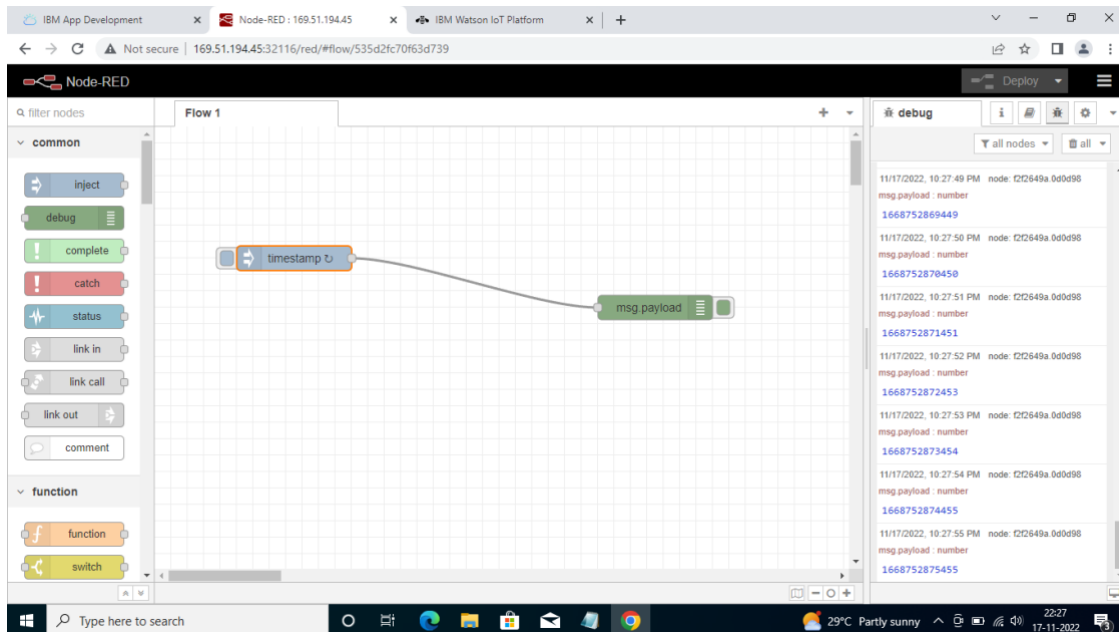 IBM App Development
Node-RED : 169.51.194.45
IBM Watson IoT Platform
Not secure
169.51.194.45:32116/red/#flow/535d2fc70f63d739
Node-RED
Deploy
filter nodes
Flow 1
debug
i
all nodes
all
common
inject
debug
complete
catch
status
link in
link call
link out
comment
function
function
switch
timestamp ↻
msg.payload
11/17/2022, 10:27:49 PM node: f2f2649a.0d0d98
msg.payload : number
1668752869449
11/17/2022, 10:27:50 PM node: f2f2649a.0d0d98
msg.payload : number
1668752870450
11/17/2022, 10:27:51 PM node: f2f2649a.0d0d98
msg.payload : number
1668752871451
11/17/2022, 10:27:52 PM node: f2f2649a.0d0d98
msg.payload : number
1668752872453
11/17/2022, 10:27:53 PM node: f2f2649a.0d0d98
msg.payload : number
1668752873454
11/17/2022, 10:27:54 PM node: f2f2649a.0d0d98
msg.payload : number
1668752874455
11/17/2022, 10:27:55 PM node: f2f2649a.0d0d98
msg.payload : number
1668752875455
Type here to search
29°C Partly sunny
22:27
17-11-2022